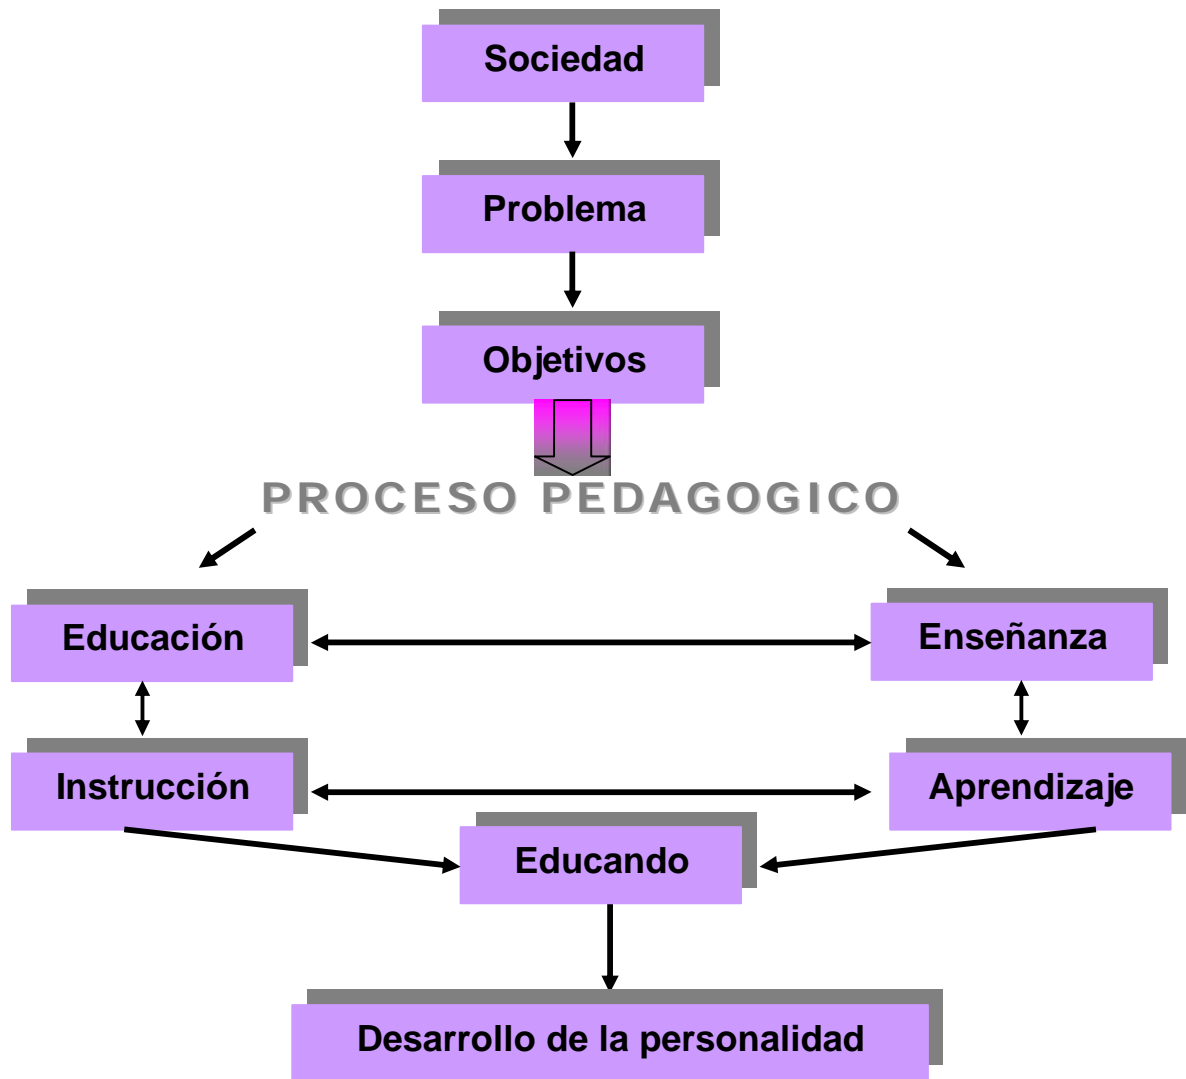 Sociedad
Problema
Objetivos
PROCESO PEDAGOGICO
Educación
Enseñanza
Instrucción
Aprendizaje
Educando
Desarrollo de la personalidad